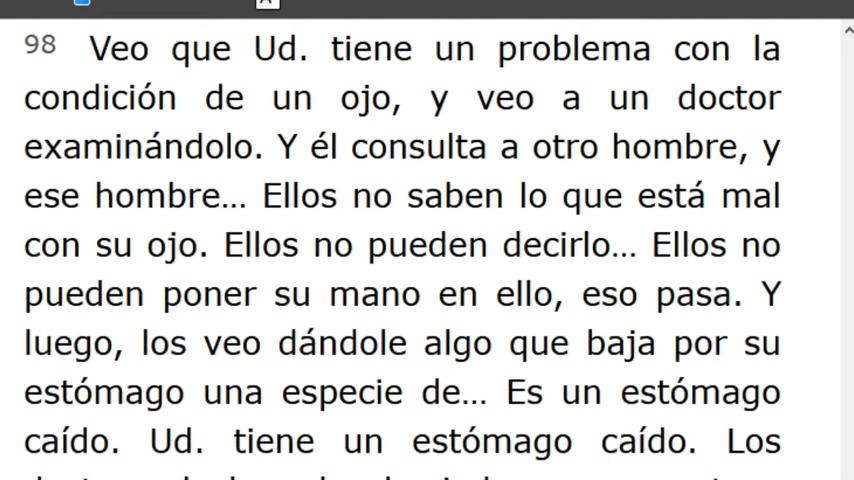 98 Veo que Ud. tiene un problema con la
condición de un ojo, y veo a un doctor
examinándolo. Y él consulta a otro hombre, y
ese hombre... Ellos no saben lo que está mal
con su ojo. Ellos no pueden decirlo... Ellos no
pueden poner su mano en ello, eso pasa. Y
luego, los veo dándole algo que baja por su
estómago una especie de... Es un estómago
caído. Ud. tiene un estómago caído. Los